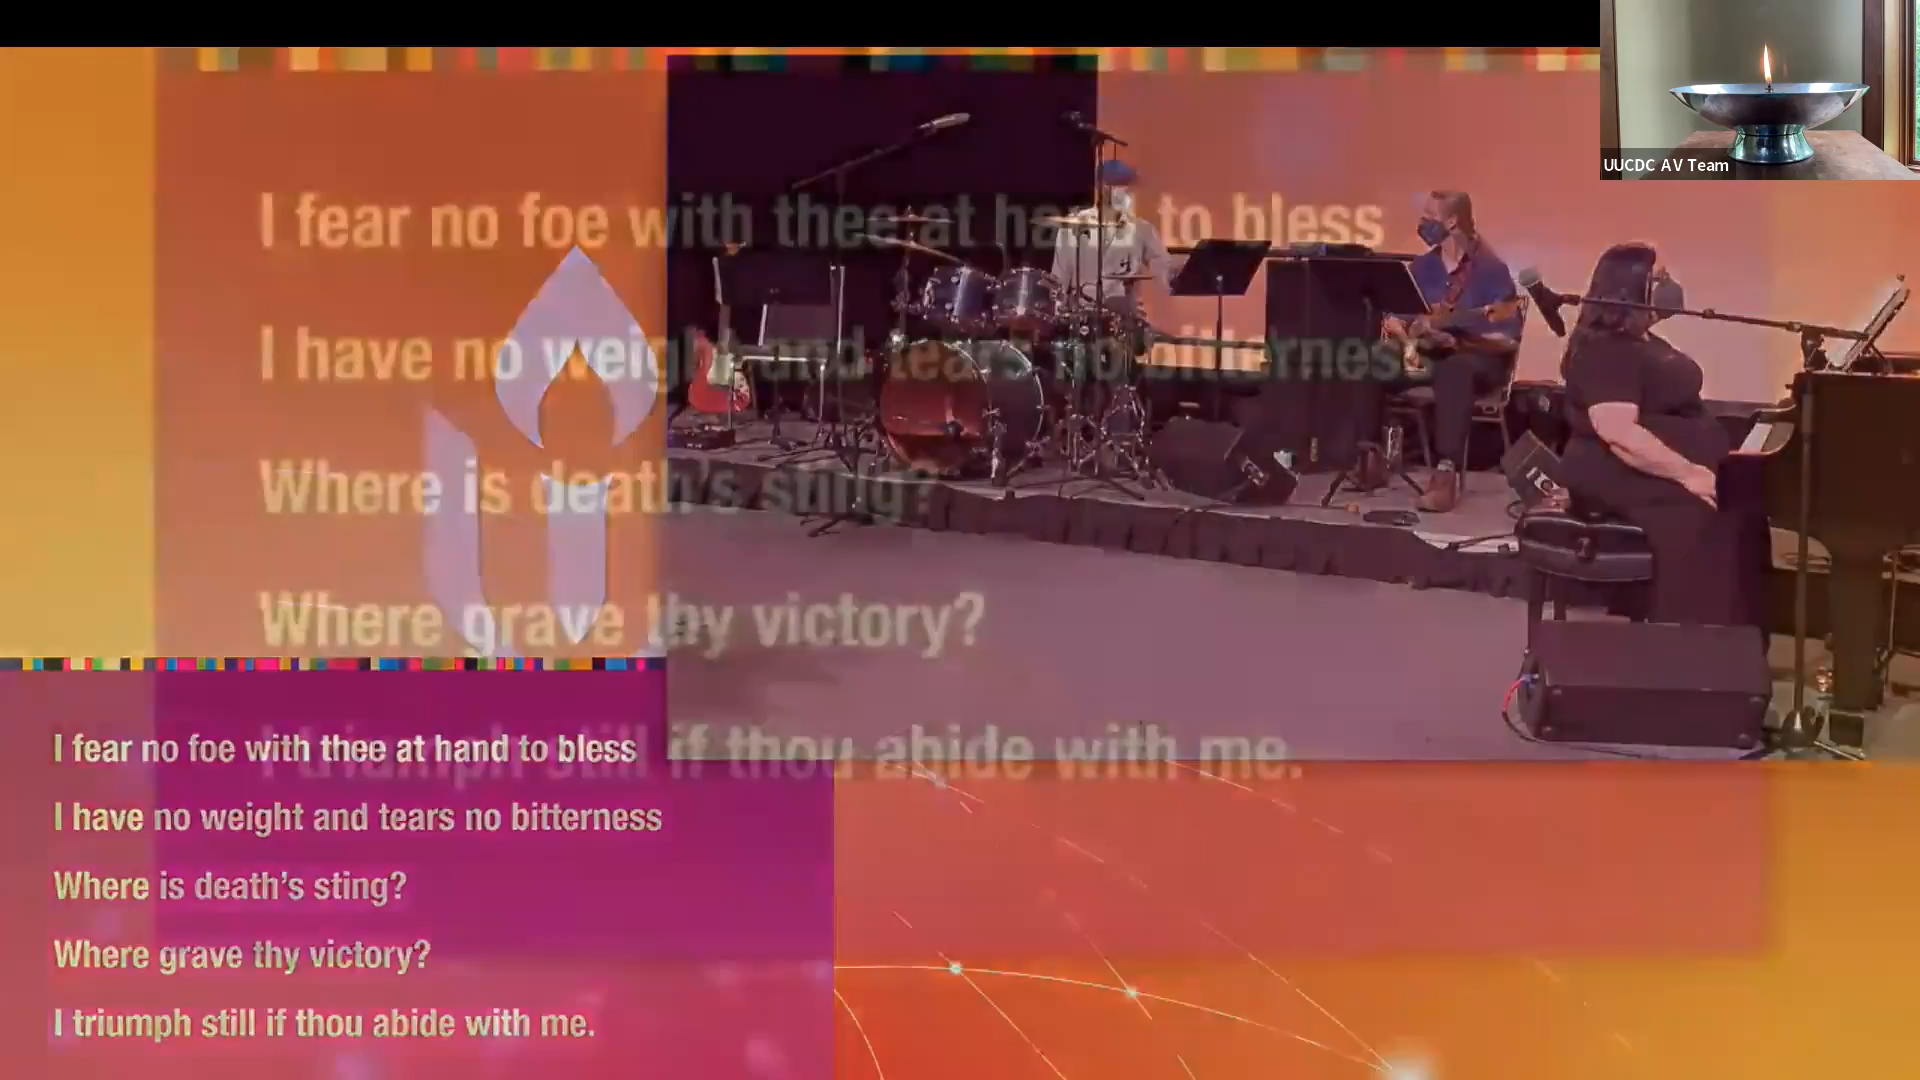 UUCDC AV Team
I fear no foe with thee at hand to bless
I have no weight and tears no bitterness
Where is death's sting?
Where grave thy victory?
I triumph still if thou abide with me.
I fear no foe with thee at hand to bless
I have no weight and tears no bitterness
Where is death’s sting?
Where grave thy victory?
I triumph still if thou abide with me.